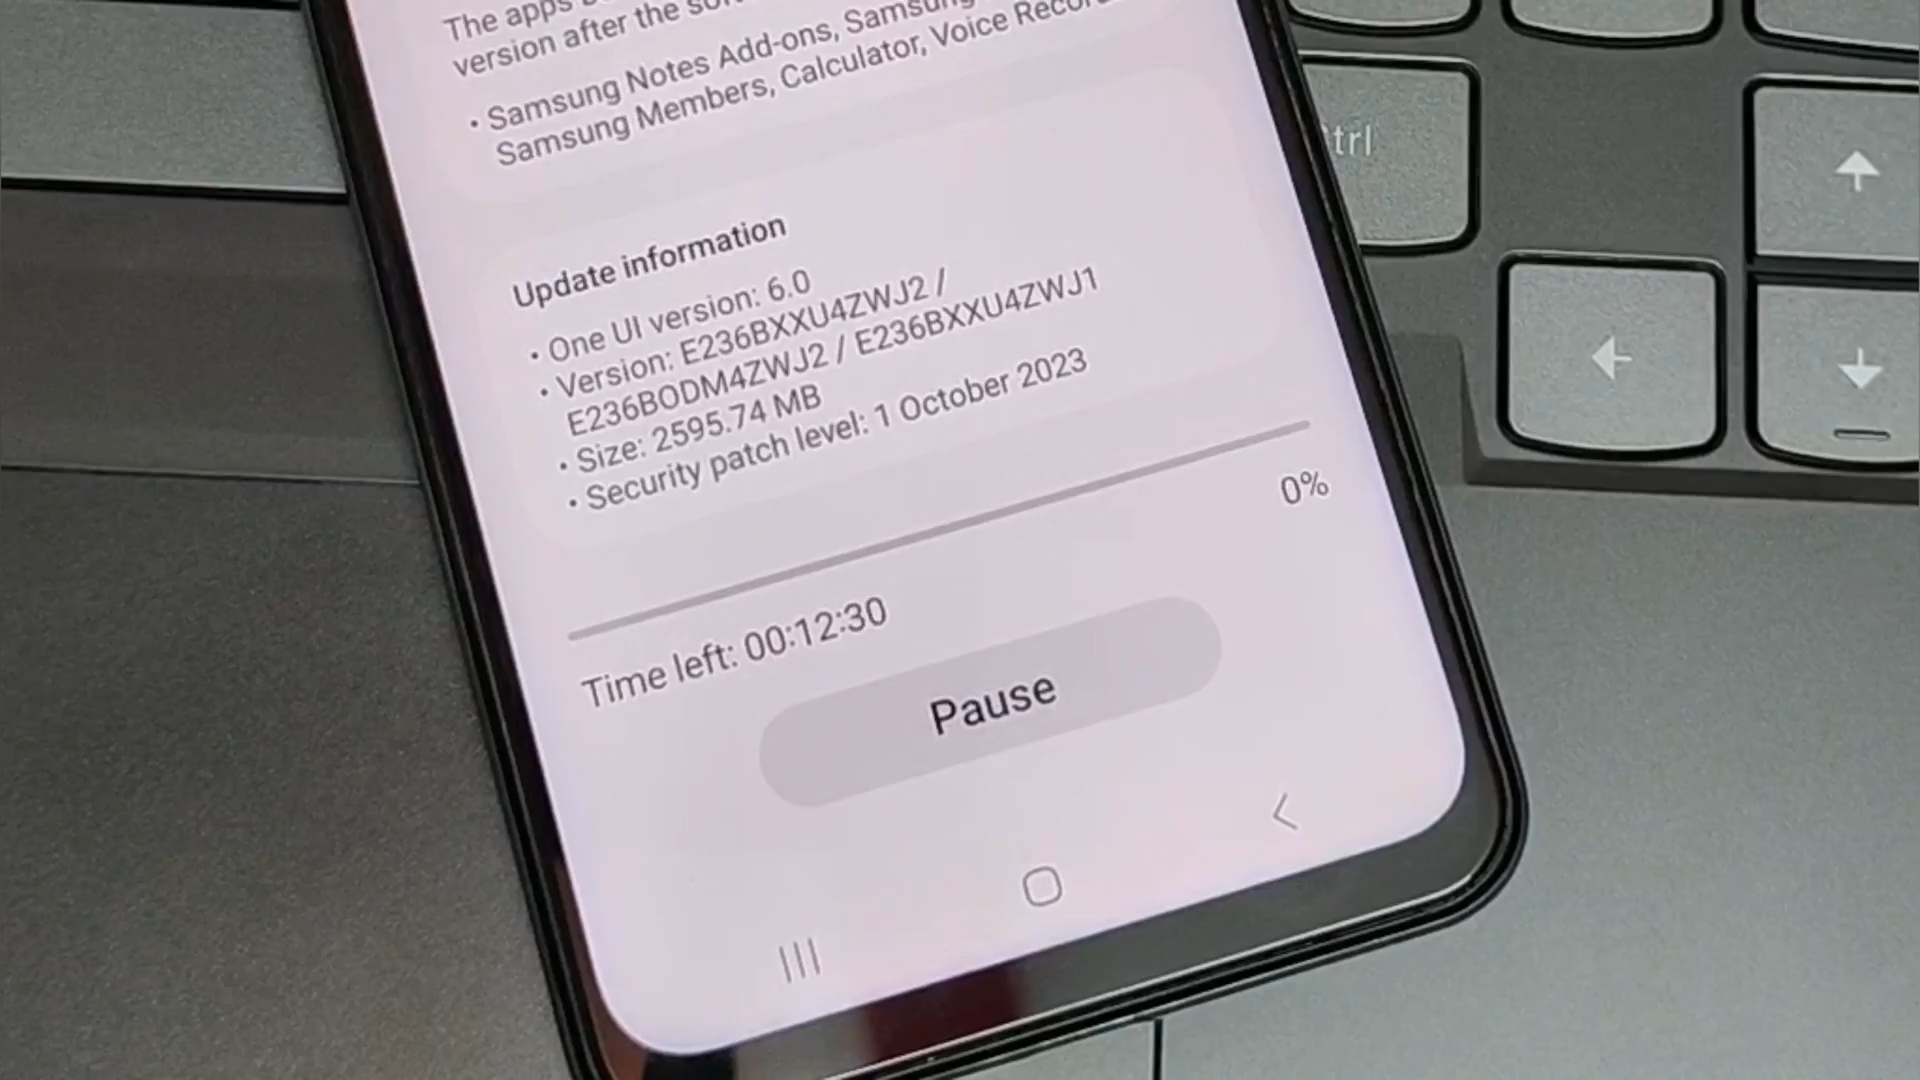 The apps
version after the
• Samsung Notes Add-ons, Samsung
Samsung Members, Calculator, Voice
Update information
• One UI version: 6.0
• Version: E236BXXU4ZWJ2 /
E236BODM4ZWJ2 / E236BXXU4ZWJ1
• Size: 2595.74 MB
• Security patch level: 1 October 2023
0%
Time left: 00:12:30
Pause